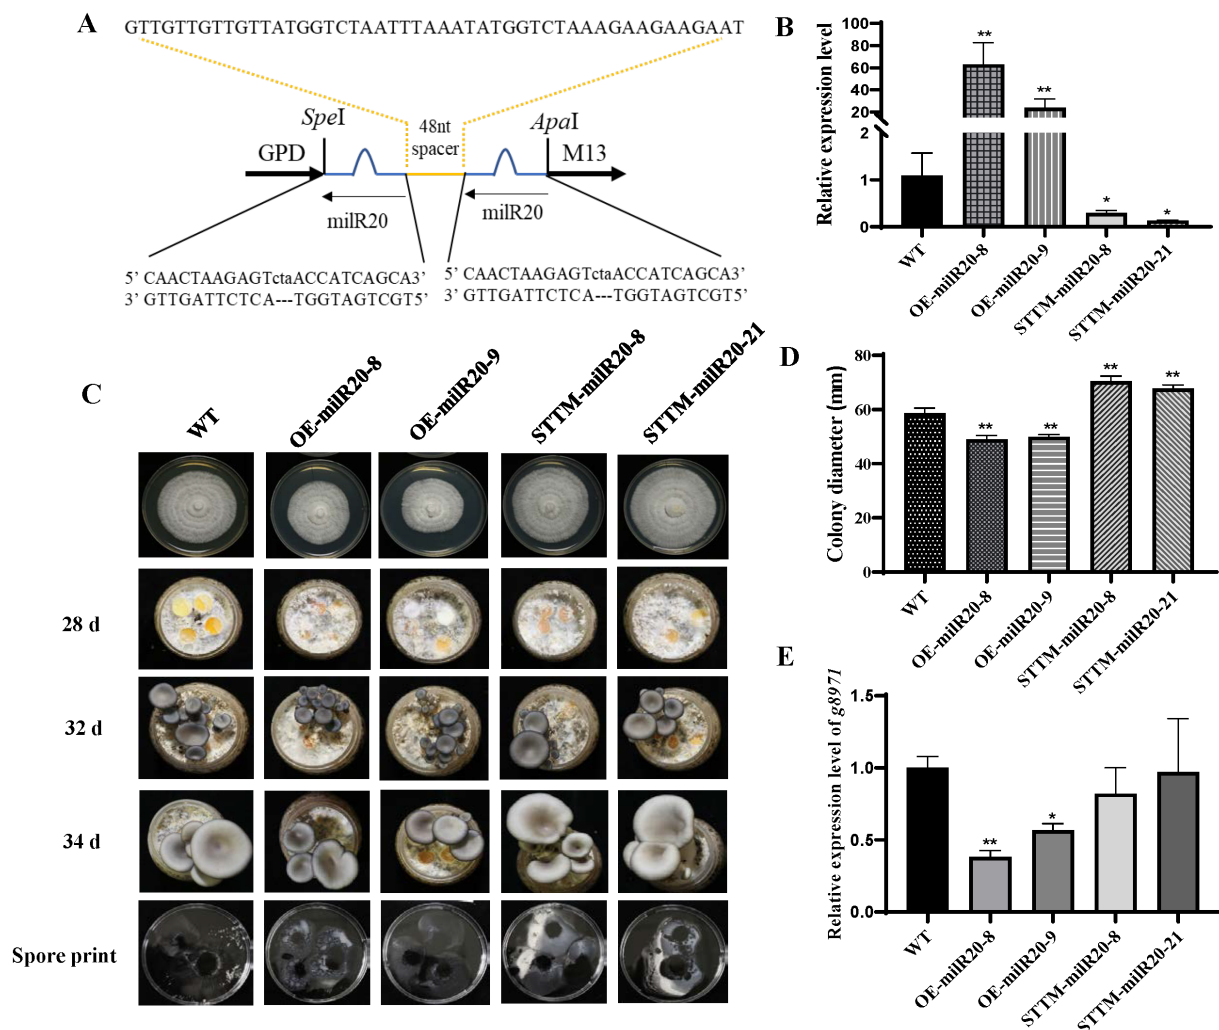 A
GTTGTTGTTGTTATGGTCTAATTTAAATATGGTCTAAAGAAGAAGAAT
SpeI
48nt
spacer
ApaI
GPD
M13
milR20
milR20
5’ CAACTAAGAGTctaACCATCAGCA3’
3’ GTTGATTCTCA---TGGTAGTCGT5’
5’ CAACTAAGAGTctaACCATCAGCA3’
3’ GTTGATTCTCA---TGGTAGTCGT5’
B
Relative expression level
100
80
60
40
20
2
1
0
**
**
*
*
WT
OE-milR20-8
OE-milR20-9
STTM-milR20-8
STTM-milR20-21
C
WT
OE-milR20-8
OE-milR20-9
STTM-milR20-8
STTM-milR20-21
28 d
32 d
34 d
Spore print
D
Colony diameter (mm)
80
60
40
20
0
**
**
**
**
WT
OE-milR20-8
OE-milR20-9
STTM-milR20-8
STTM-milR20-21
E
Relative expression level of g8971
1.5
1.0
0.5
0.0
**
*
WT
OE-milR20-8
OE-milR20-9
STTM-milR20-8
STTM-milR20-21